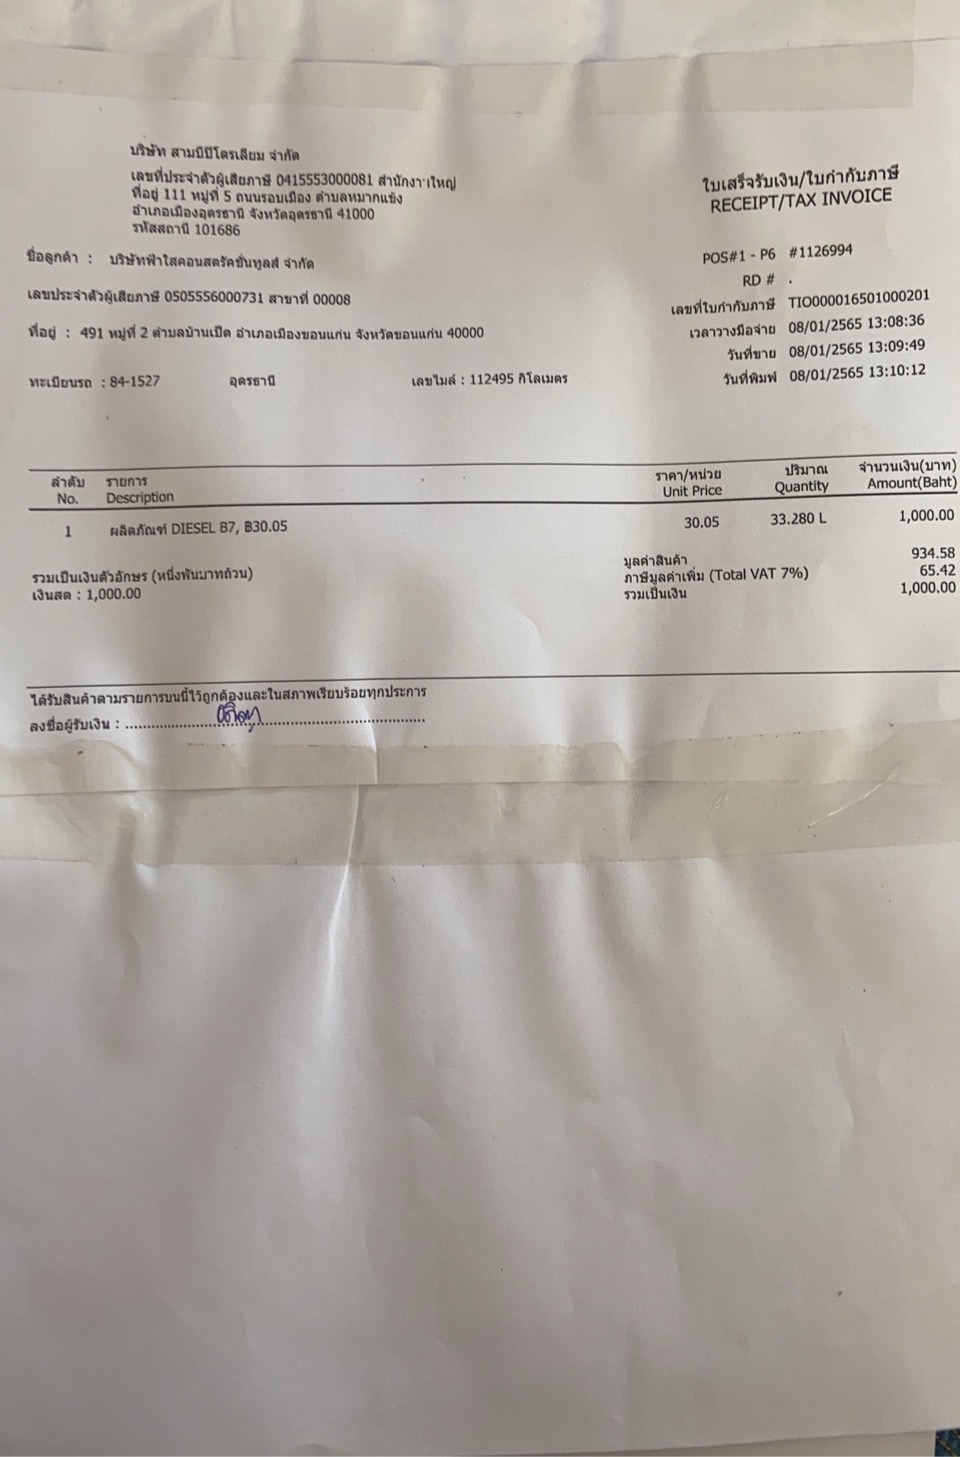 บริษัท สามบีปิโตรเลียม จำกัด
เลขที่ประจำตัวผู้เสียภาษี 0415553000081 สำนักงาาใหญ่
ที่อยู่ 111 หมู่ที่ 5 ถนนรอบเมือง ตำบลหมากแข้ง
อำเภอเมืองอุดรธานี จังหวัดอุดรธานี 41000
รหัสสถานี 101686
ใบเสร็จรับเงิน/ใบกำกับภาษี
RECEIPT/TAX INVOICE
ชื่อลูกค้า : บริษัทฟ้าใสคอนสตรัคชั่นทูลส์ จำกัด
เลขประจำตัวผู้เสียภาษี 0505556000731 สาขาที่ 00008
ที่อยู่ : 491 หมู่ที่ 2 ตำบลบ้านเป็ด อำเภอเมืองขอนแก่น จังหวัดขอนแก่น 40000
ทะเบียนรถ : 84-1527 อุดรธานี เลขไมล์ : 112495 กิโลเมตร
POS#1 - P6 #1126994
RD # .
เลขที่ใบกำกับภาษี TIO000016501000201
เวลาวางมือจ่าย 08/01/2565 13:08:36
วันที่ขาย 08/01/2565 13:09:49
วันที่พิมพ์ 08/01/2565 13:10:12
ลำดับ รายการ ราคา/หน่วย ปริมาณ จำนวนเงิน(บาท)
No. Description Unit Price Quantity Amount(Baht)
1 ผลิตภัณฑ์ DIESEL B7, ฿30.05 30.05 33.280 L 1,000.00
มูลค่าสินค้า 934.58
รวมเป็นเงินตัวอักษร (หนึ่งพันบาทถ้วน) ภาษีมูลค่าเพิ่ม (Total VAT 7%) 65.42
เงินสด : 1,000.00 รวมเป็นเงิน 1,000.00
ได้รับสินค้าตามรายการบนนี้ไว้ถูกต้องและในสภาพเรียบร้อยทุกประการ
ลงชื่อผู้รับเงิน : ........................................................................